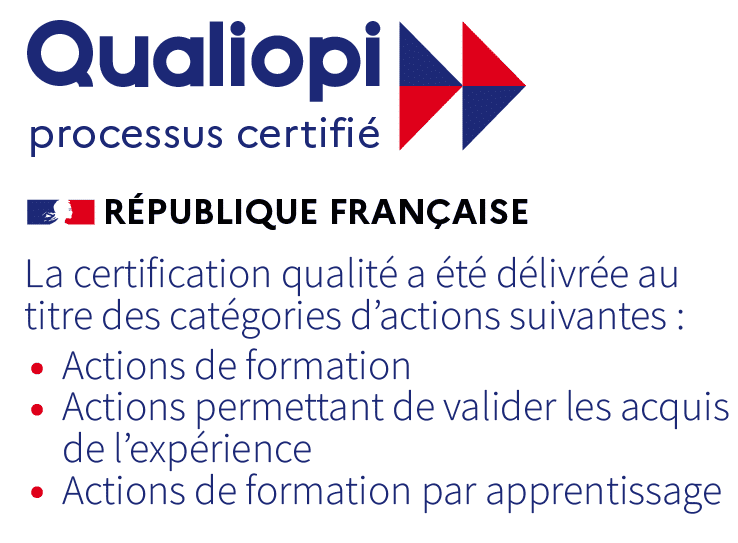 Qualiopi
processus certifié
RÉPUBLIQUE FRANÇAISE
La certification qualité a été délivrée au
titre des catégories d’actions suivantes :
• Actions de formation
• Actions permettant de valider les acquis
de l’expérience
• Actions de formation par apprentissage